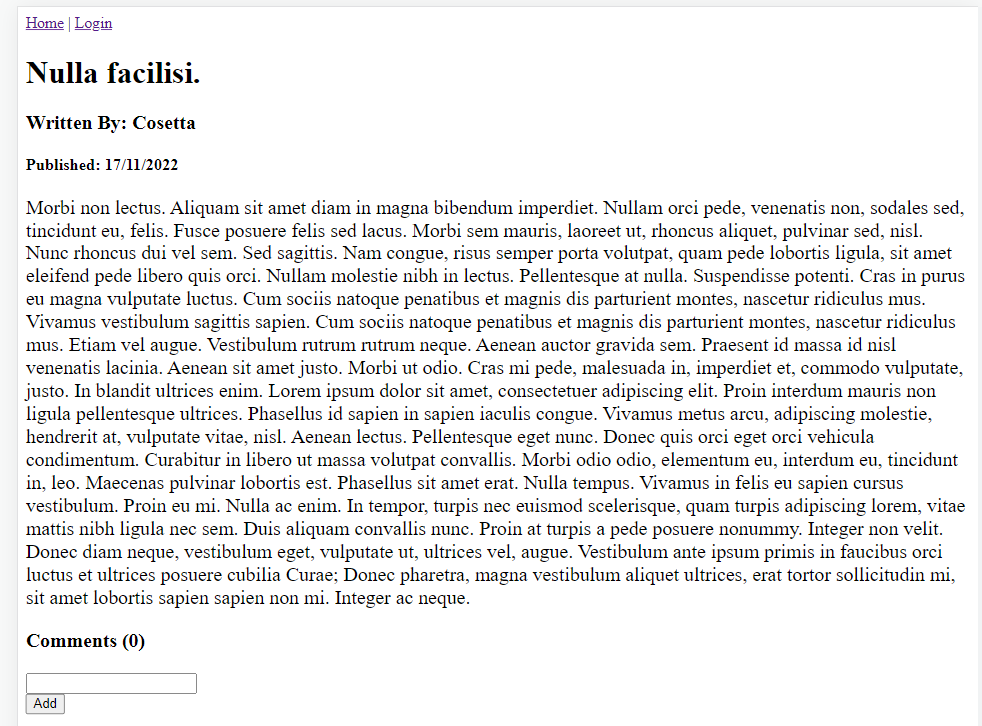 Home | Login
Nulla facilisi.
Written By: Cosetta
Published: 17/11/2022
Morbi non lectus. Aliquam sit amet diam in magna bibendum imperdiet. Nullam orci pede, venenatis non, sodales sed,
tincidunt eu, felis. Fusce posuere felis sed lacus. Morbi sem mauris, laoreet ut, rhoncus aliquet, pulvinar sed, nisl.
Nunc rhoncus dui vel sem. Sed sagittis. Nam congue, risus semper porta volutpat, quam pede lobortis ligula, sit amet
eleifend pede libero quis orci. Nullam molestie nibh in lectus. Pellentesque at nulla. Suspendisse potenti. Cras in purus
eu magna vulputate luctus. Cum sociis natoque penatibus et magnis dis parturient montes, nascetur ridiculus mus.
Vivamus vestibulum sagittis sapien. Cum sociis natoque penatibus et magnis dis parturient montes, nascetur ridiculus
mus. Etiam vel augue. Vestibulum rutrum rutrum neque. Aenean auctor gravida sem. Praesent id massa id nisl
venenatis lacinia. Aenean sit amet justo. Morbi ut odio. Cras mi pede, malesuada in, imperdiet et, commodo vulputate,
justo. In blandit ultrices enim. Lorem ipsum dolor sit amet, consectetuer adipiscing elit. Proin interdum mauris non
ligula pellentesque ultrices. Phasellus id sapien in sapien iaculis congue. Vivamus metus arcu, adipiscing molestie,
hendrerit at, vulputate vitae, nisl. Aenean lectus. Pellentesque eget nunc. Donec quis orci eget orci vehicula
condimentum. Curabitur in libero ut massa volutpat convallis. Morbi odio odio, elementum eu, interdum eu, tincidunt
in, leo. Maecenas pulvinar lobortis est. Phasellus sit amet erat. Nulla tempus. Vivamus in felis eu sapien cursus
vestibulum. Proin eu mi. Nulla ac enim. In tempor, turpis nec euismod scelerisque, quam turpis adipiscing lorem, vitae
mattis nibh ligula nec sem. Duis aliquam convallis nunc. Proin at turpis a pede posuere nonummy. Integer non velit.
Donec diam neque, vestibulum eget, vulputate ut, ultrices vel, augue. Vestibulum ante ipsum primis in faucibus orci
luctus et ultrices posuere cubilia Curae; Donec pharetra, magna vestibulum aliquet ultrices, erat tortor sollicitudin mi,
sit amet lobortis sapien sapien non mi. Integer ac neque.
Comments (0)
Add